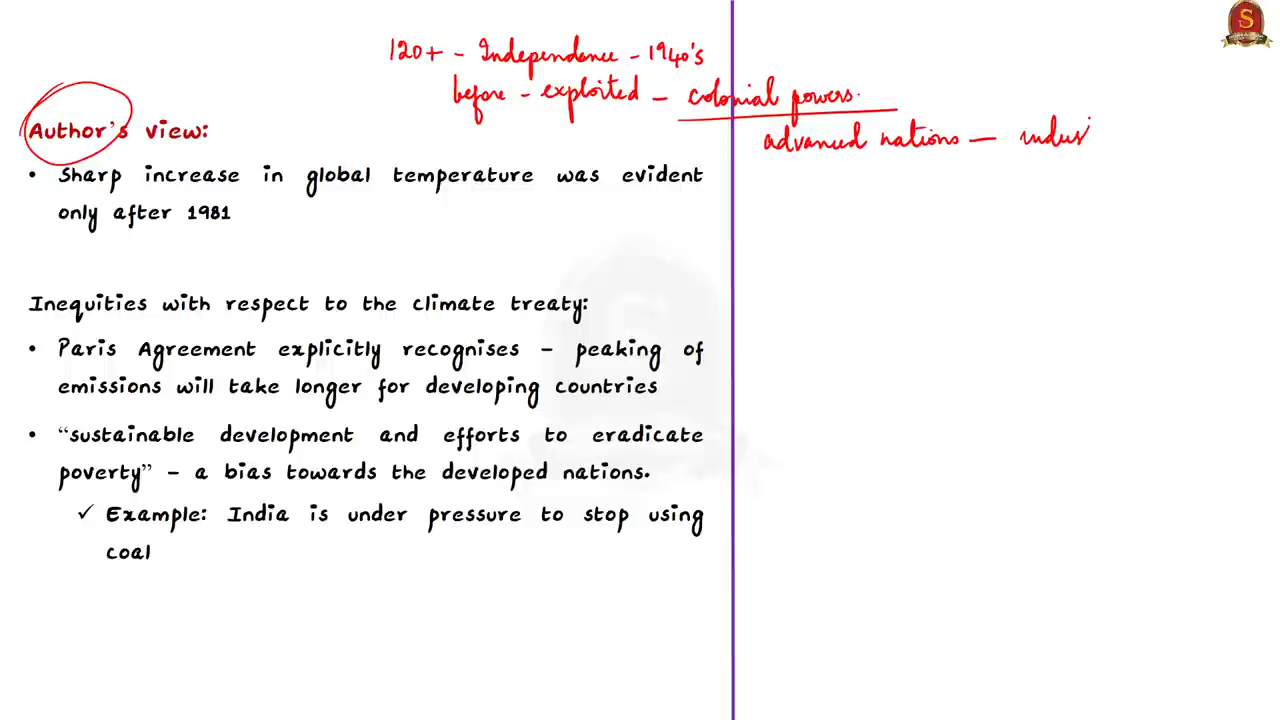 120+ - Independence - 1940's
before - exploited - colonial powers.
advanced nations - indus
Author's view:
• Sharp increase in global temperature was evident
only after 1981
Inequities with respect to the climate treaty:
• Paris Agreement explicitly recognises – peaking of
emissions will take longer for developing countries
• “sustainable development and efforts to eradicate
poverty” – a bias towards the developed nations.
✓ Example: India is under pressure to stop using
coal
S